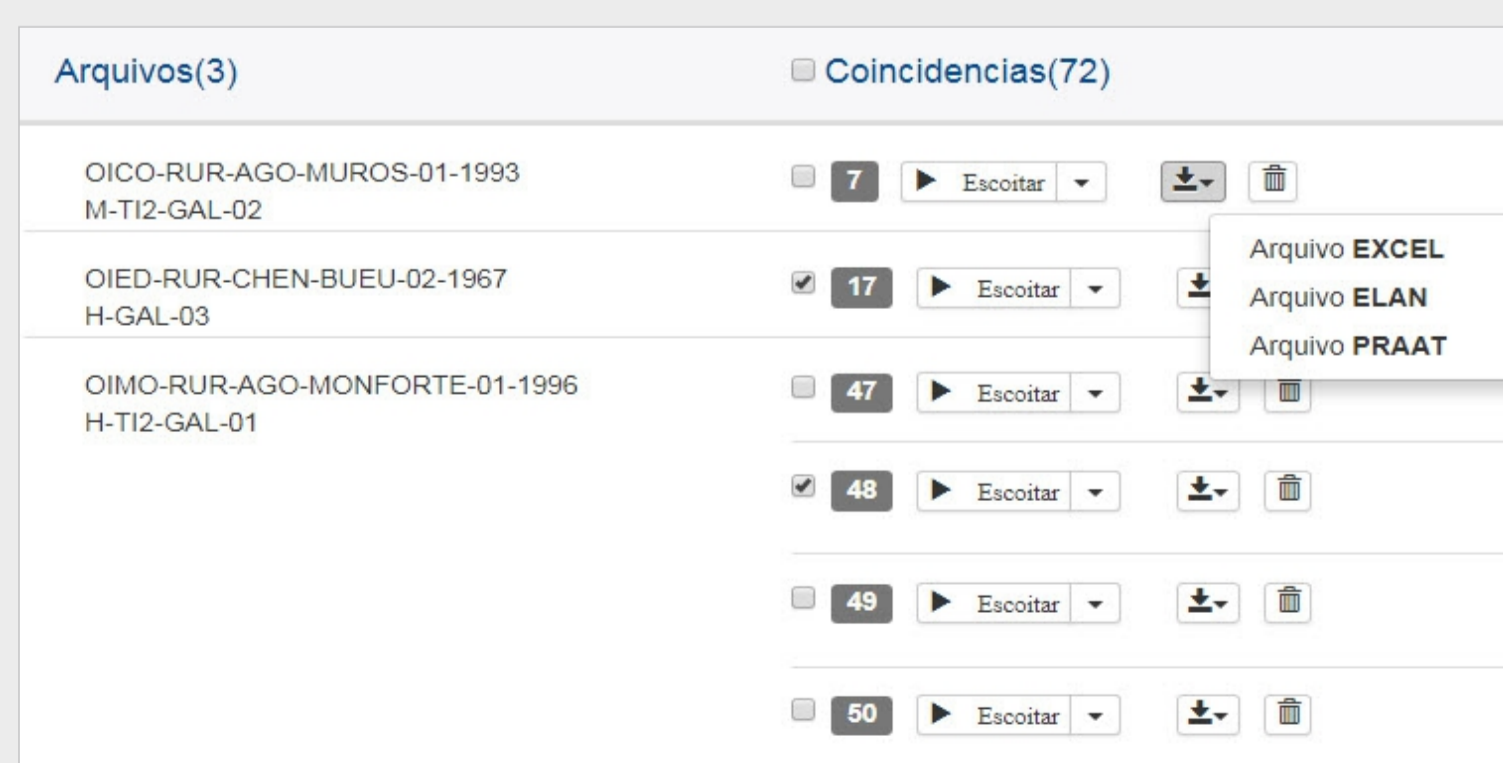 Arquivos(3) Coincidencias(72)
OICO-RUR-AGO-MUROS-01-1993
M-TI2-GAL-02
7 Escoitar
Arquivo EXCEL
Arquivo ELAN
Arquivo PRAAT
OIED-RUR-CHEN-BUEU-02-1967
H-GAL-03
17 Escoitar
OIMO-RUR-AGO-MONFORTE-01-1996
H-TI2-GAL-01
47 Escoitar
48 Escoitar
49 Escoitar
50 Escoitar